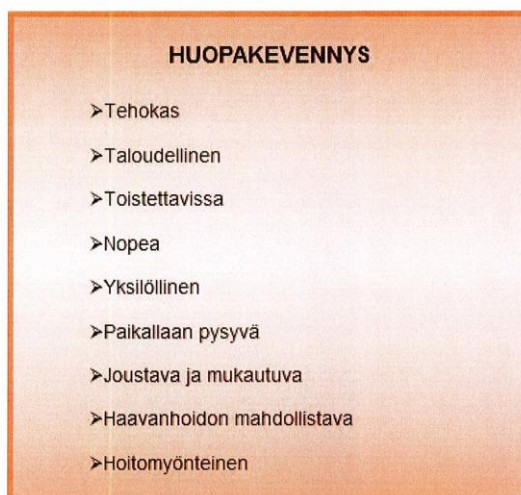 HUOPAKEVENNYS
➢Tehokas
➢Taloudellinen
➢Toistettavissa
➢Nopea
➢Yksilöllinen
➢Paikallaan pysyvä
➢Joustava ja mukautuva
➢Haavanhoidon mahdollistava
➢Hoitomyönteinen